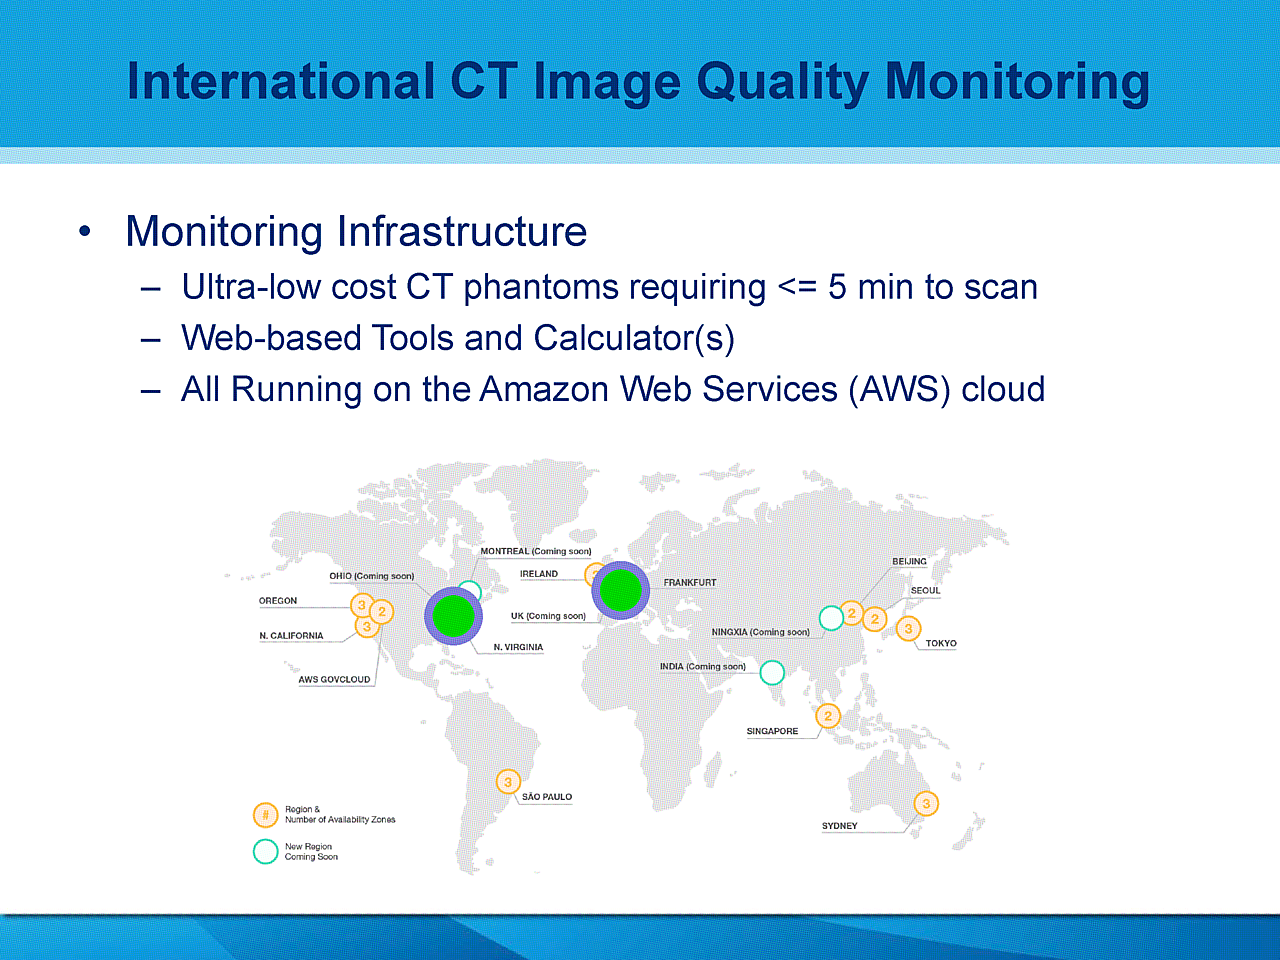 International CT Image Quality Monitoring
• Monitoring Infrastructure
– Ultra-low cost CT phantoms requiring <= 5 min to scan
– Web-based Tools and Calculator(s)
– All Running on the Amazon Web Services (AWS) cloud
MONTREAL (Coming soon)
BEIJING
OHIO (Coming soon)
IRELAND
FRANKFURT
SEOUL
OREGON
3
2
UK (Coming soon)
2
2
3
N. CALIFORNIA
3
N. VIRGINIA
NINGXIA (Coming soon)
TOKYO
AWS GOVCLOUD
INDIA (Coming soon)
2
SINGAPORE
3
SÃO PAULO
3
SYDNEY
# Region &
Number of Availability Zones
New Region
Coming Soon